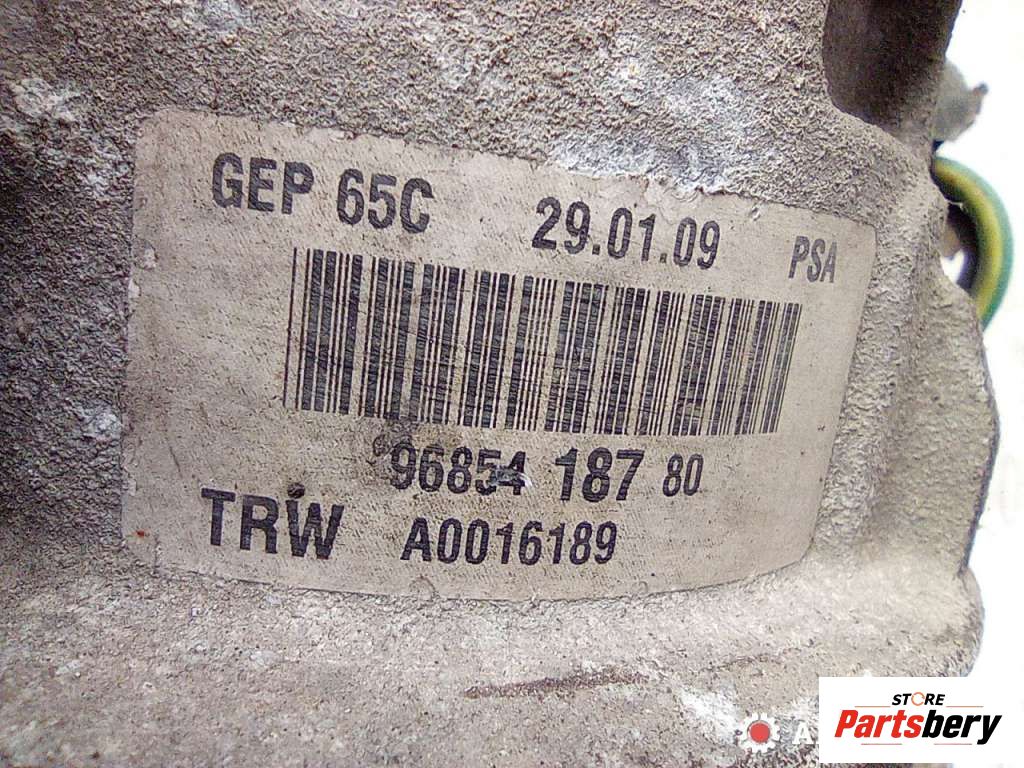 GEP 65C 29.01.09 PSA
96854 187 80
TRW A0016189
STORE
Partsbery